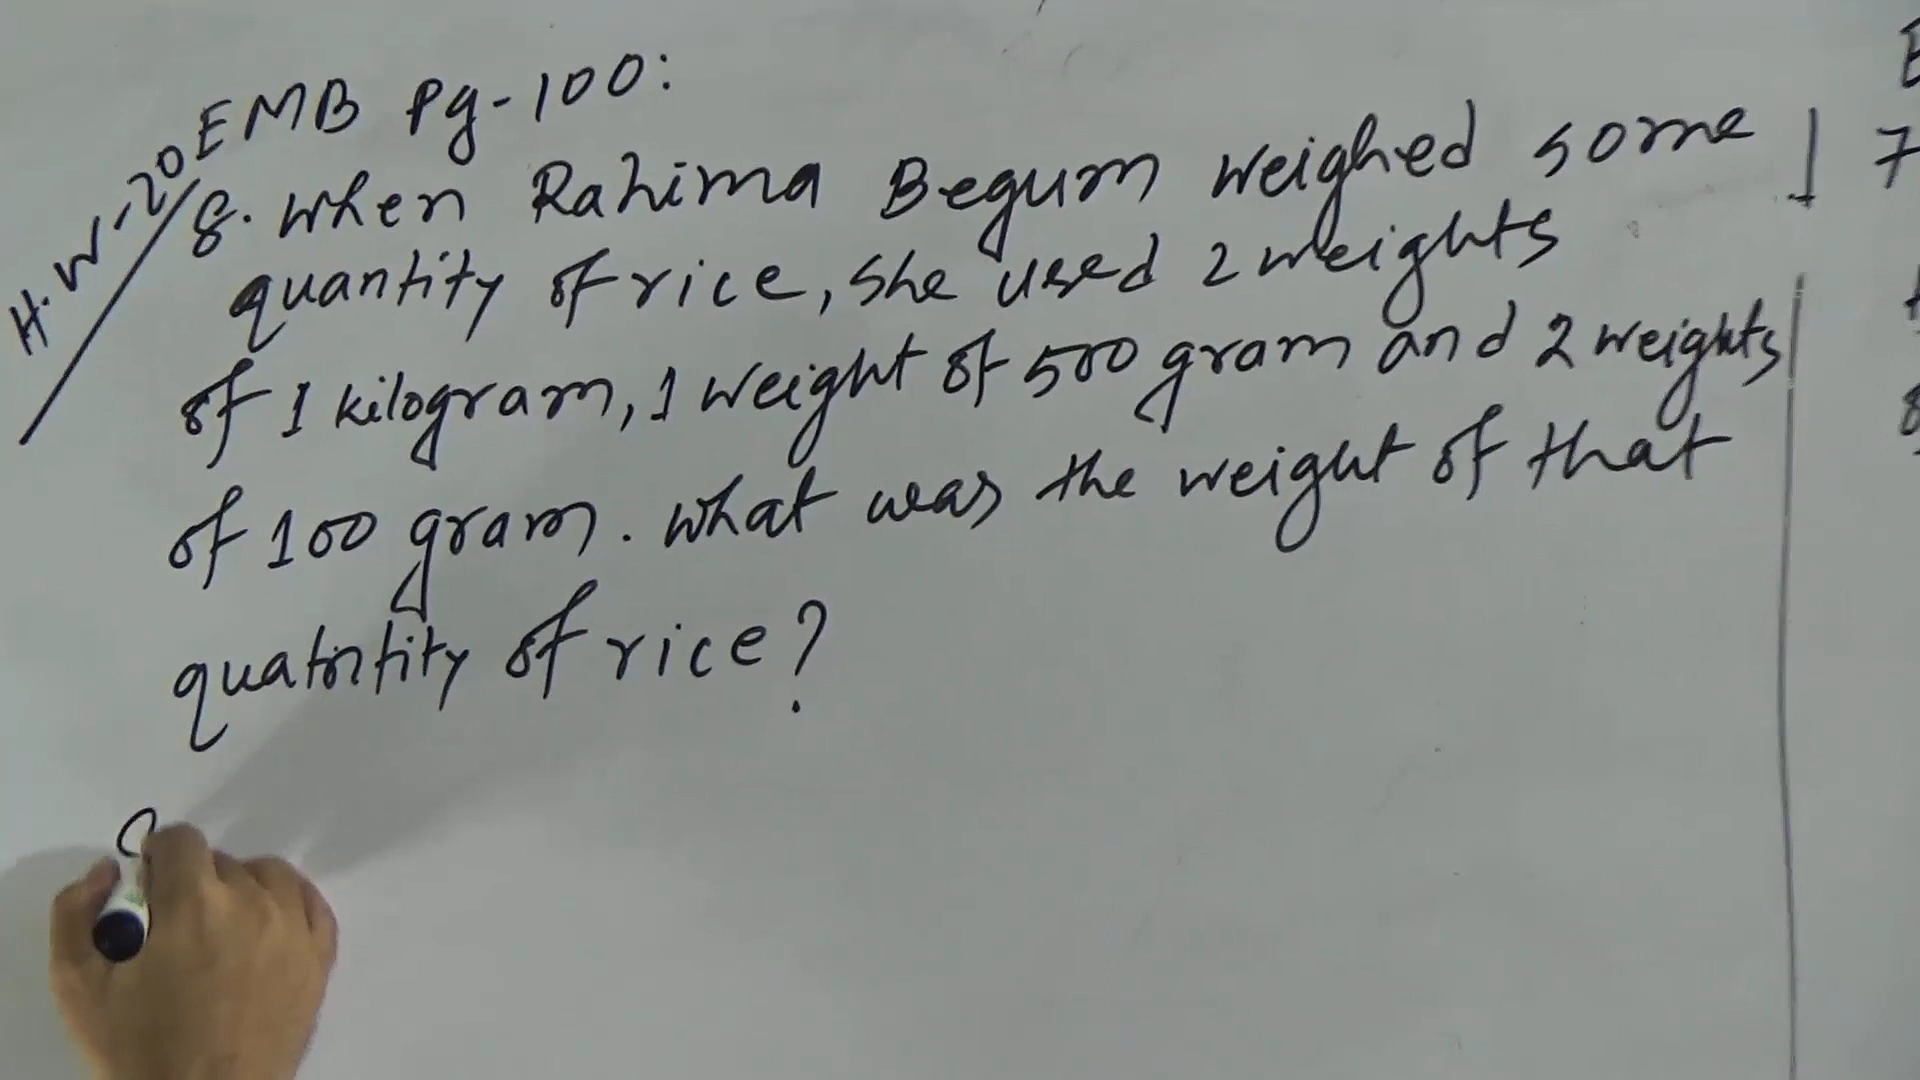 H.W-20
EMB Pg-100:
8. When Rahima Begum weighed some
quantity of rice, she used 2 weights
of 1 kilogram, 1 weight of 500 gram and 2 weights
of 100 gram. What was the weight of that
quantity of rice?
7